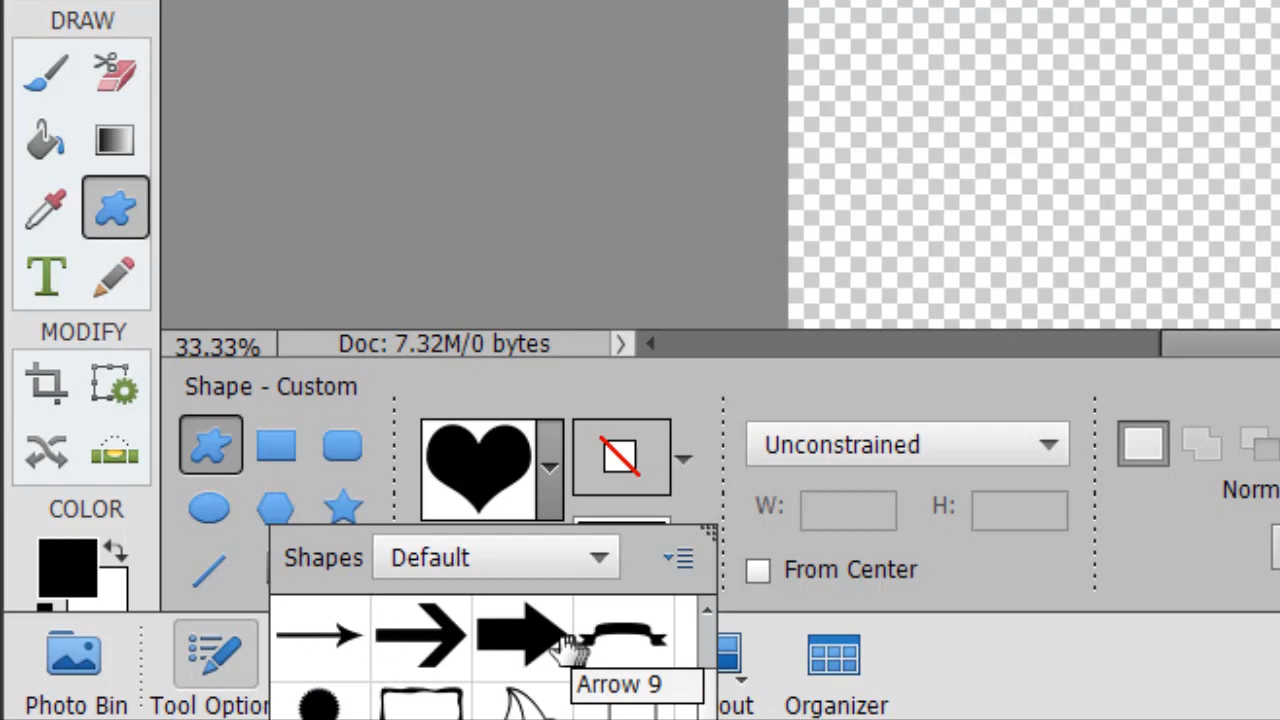 DRAW
T
MODIFY
COLOR
33.33%
Doc: 7.32M/0 bytes
Shape - Custom
Unconstrained
W:
H:
Norm
From Center
Shapes
Default
Arrow 9
Photo Bin
Tool Option
out
Organizer